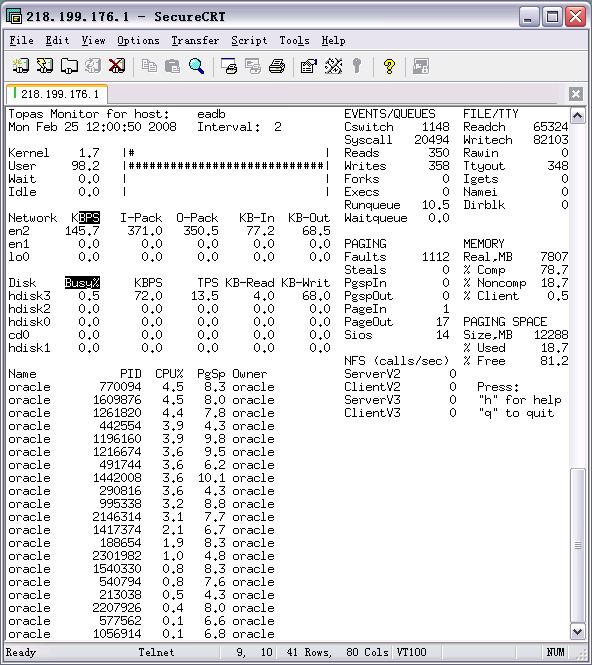 218.199.176.1 - SecureCRT
File Edit View Options Transfer Script Tools Help
218.199.176.1
Topas Monitor for host: eadb EVENTS/QUEUES FILE/TTY
Mon Feb 25 12:00:50 2008 Interval: 2 Cswitch 1148 Readch 65324
Syscall 20494 Writech 82103
Kernel 1.7 |# | Reads 350 Rawin 0
User 98.2 |############################| Writes 358 Ttyout 348
Wait 0.0 | | Forks 0 Igets 0
Idle 0.0 | | Execs 0 Namei 0
Runqueue 10.5 Dirblk 0
Network KBPS I-Pack O-Pack KB-In KB-Out Waitqueue 0.0
en2 145.7 371.0 350.5 77.2 68.5
en1 0.0 0.0 0.0 0.0 0.0 PAGING MEMORY
lo0 0.0 0.0 0.0 0.0 0.0 Faults 1112 Real,MB 7807
Steals 0 % Comp 78.7
Disk Busy% KBPS TPS KB-Read KB-Writ PgspIn 0 % Noncomp 18.7
hdisk3 0.5 72.0 13.5 4.0 68.0 PgspOut 0 % Client 0.5
hdisk2 0.0 0.0 0.0 0.0 0.0 PageIn 1
hdisk0 0.0 0.0 0.0 0.0 0.0 PageOut 17 PAGING SPACE
cd0 0.0 0.0 0.0 0.0 0.0 Sios 14 Size,MB 12288
hdisk1 0.0 0.0 0.0 0.0 0.0 % Used 18.7
NFS (calls/sec) % Free 81.2
Name PID CPU% PgSp Owner ServerV2 0
oracle 770094 4.5 8.3 oracle ClientV2 0 Press:
oracle 1609876 4.5 8.0 oracle ServerV3 0 "h" for help
oracle 1261820 4.4 7.8 oracle ClientV3 0 "q" to quit
oracle 442554 3.9 4.3 oracle
oracle 1196160 3.9 9.8 oracle
oracle 1216674 3.6 9.5 oracle
oracle 491744 3.6 6.2 oracle
oracle 1442008 3.6 10.1 oracle
oracle 290816 3.6 4.3 oracle
oracle 995338 3.2 8.8 oracle
oracle 2146314 3.1 7.7 oracle
oracle 1417374 2.1 6.7 oracle
oracle 188654 1.9 8.3 oracle
oracle 2301982 1.0 4.8 oracle
oracle 1540330 0.8 8.3 oracle
oracle 540794 0.8 7.6 oracle
oracle 213038 0.5 4.3 oracle
oracle 2207926 0.4 8.0 oracle
oracle 577562 0.1 6.6 oracle
oracle 1056914 0.1 6.8 oracle
Ready Telnet 9, 10 41 Rows, 80 Cols VT100 NUM